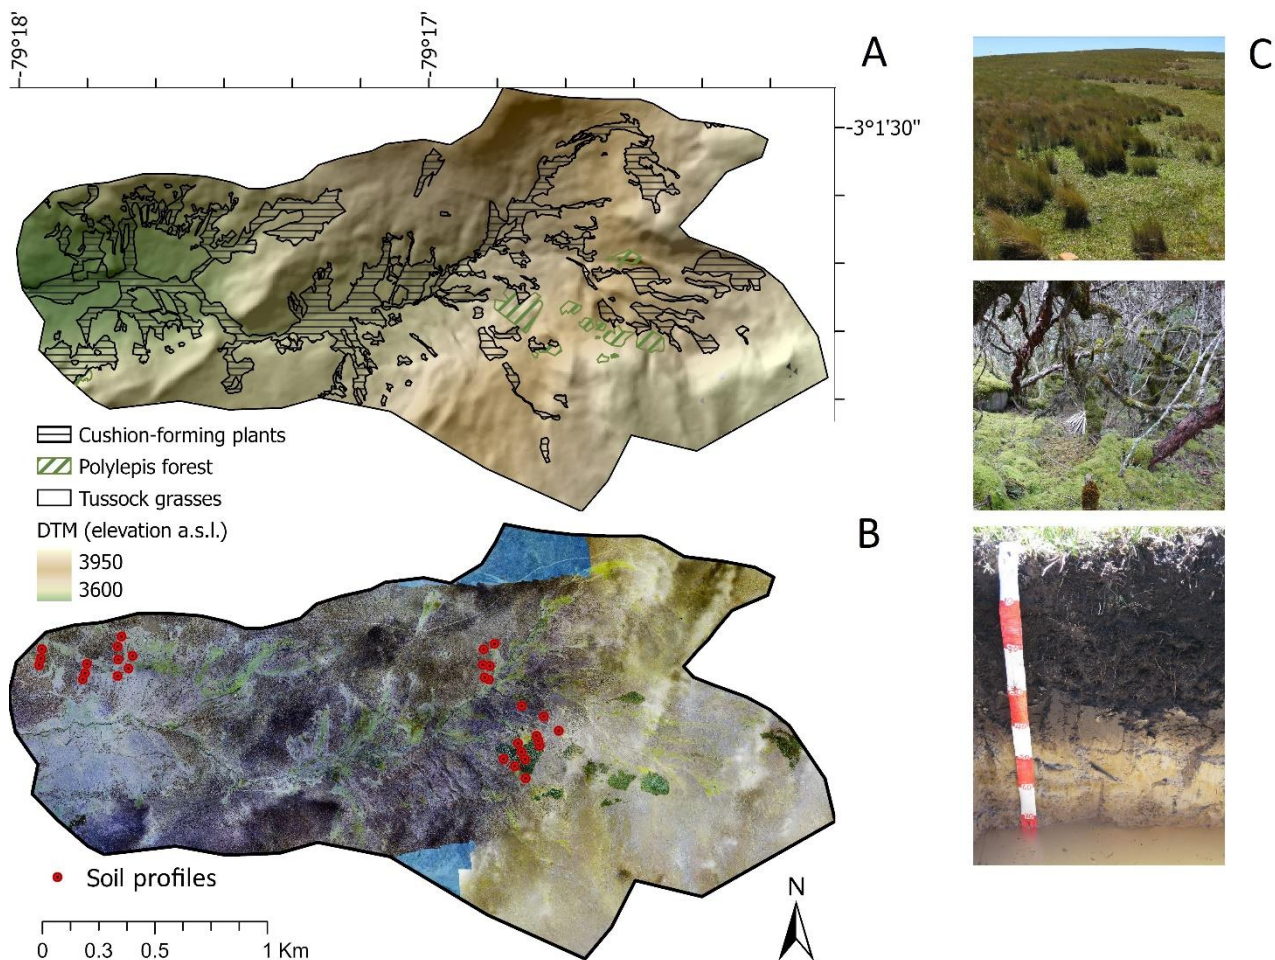 -79°18'
-79°17'
A
C
-3°1'30"
Cushion-forming plants
Polylepis forest
Tussock grasses
DTM (elevation a.s.l.)
3950
3600
B
Soil profiles
0 0.3 0.5 1 Km
N